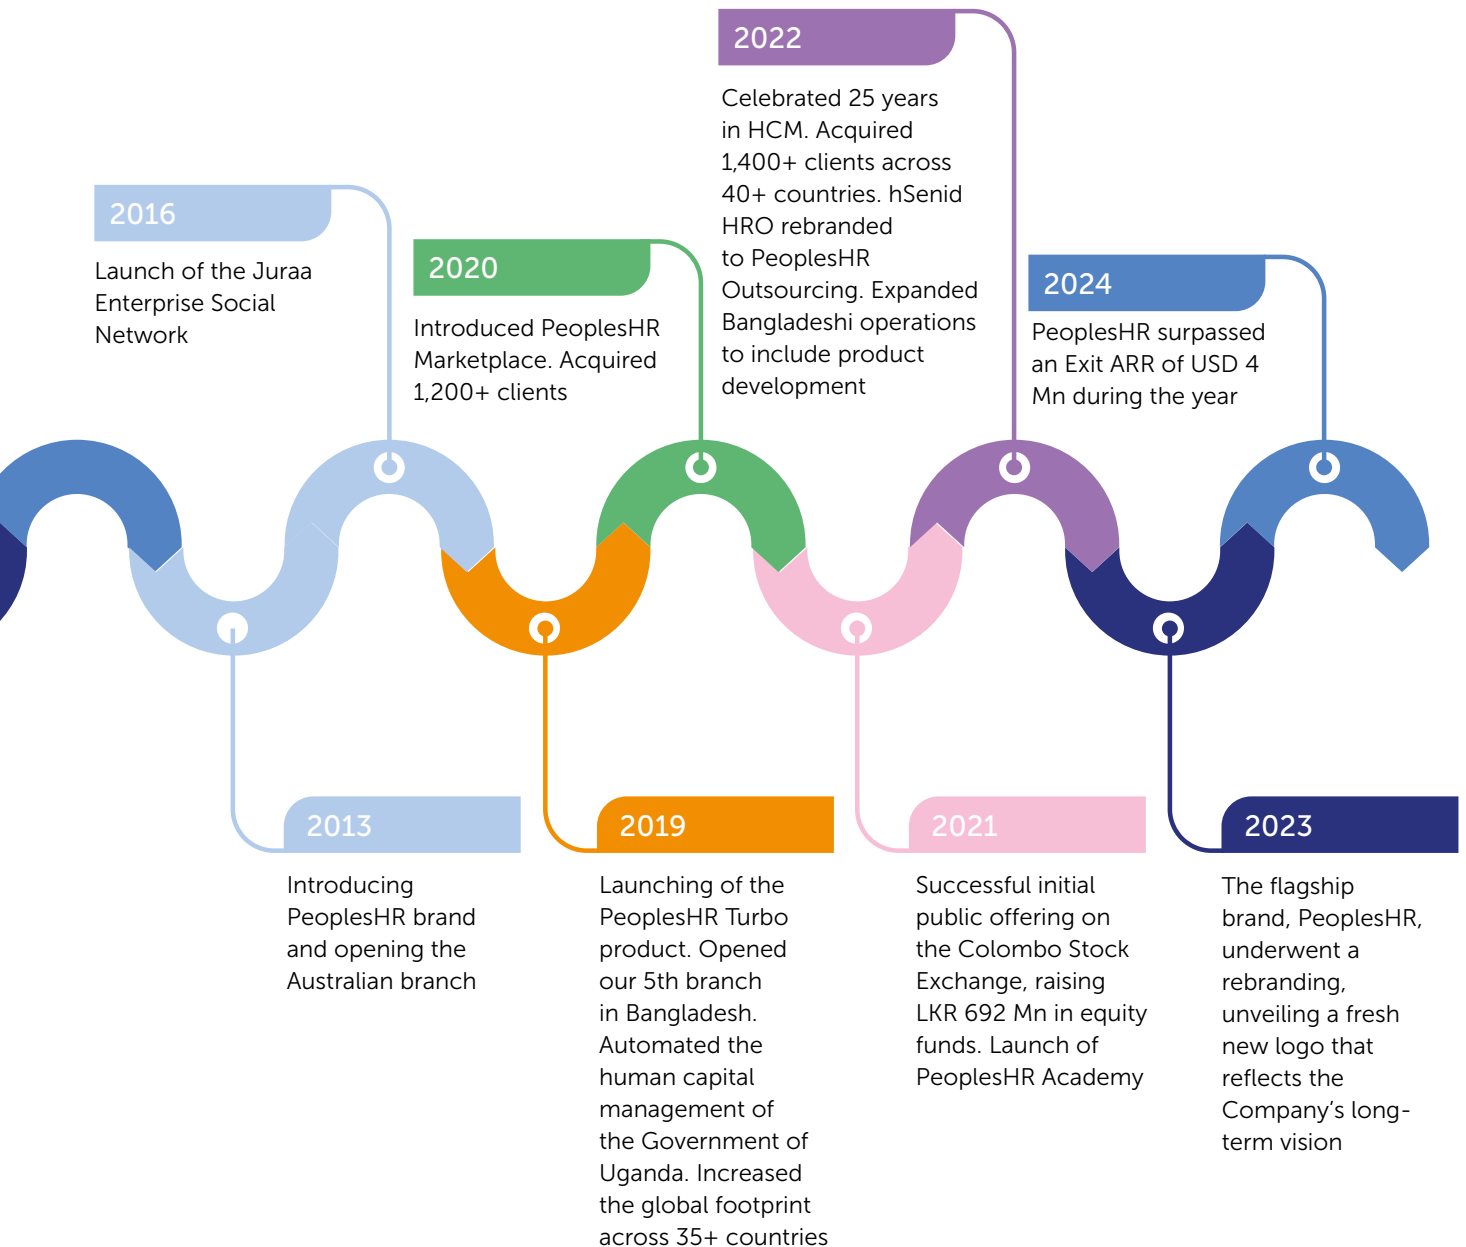 2013
Introducing
PeoplesHR brand
and opening the
Australian branch
2016
Launch of the Juraa
Enterprise Social
Network
2019
Launching of the
PeoplesHR Turbo
product. Opened
our 5th branch
in Bangladesh.
Automated the
human capital
management of
the Government of
Uganda. Increased
the global footprint
across 35+ countries
2020
Introduced PeoplesHR
Marketplace. Acquired
1,200+ clients
2021
Successful initial
public offering on
the Colombo Stock
Exchange, raising
LKR 692 Mn in equity
funds. Launch of
PeoplesHR Academy
2022
Celebrated 25 years
in HCM. Acquired
1,400+ clients across
40+ countries. hSenid
HRO rebranded
to PeoplesHR
Outsourcing. Expanded
Bangladeshi operations
to include product
development
2023
The flagship
brand, PeoplesHR,
underwent a
rebranding,
unveiling a fresh
new logo that
reflects the
Company’s long-
term vision
2024
PeoplesHR surpassed
an Exit ARR of USD 4
Mn during the year